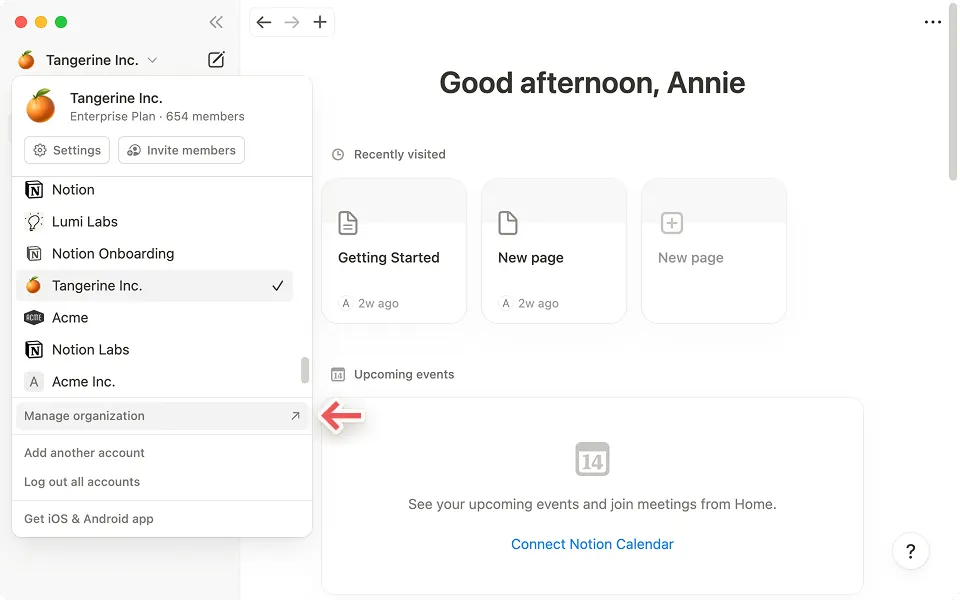 Tangerine Inc.
Good afternoon, Annie
Tangerine Inc.
Enterprise Plan · 654 members
Settings
Invite members
Notion
Lumi Labs
Notion Onboarding
Tangerine Inc.
ACME
Acme
Notion Labs
A
Acme Inc.
Manage organization
Add another account
Log out all accounts
Get iOS & Android app
Recently visited
Getting Started
A 2w ago
New page
A 2w ago
New page
14
Upcoming events
14
See your upcoming events and join meetings from Home.
Connect Notion Calendar
?